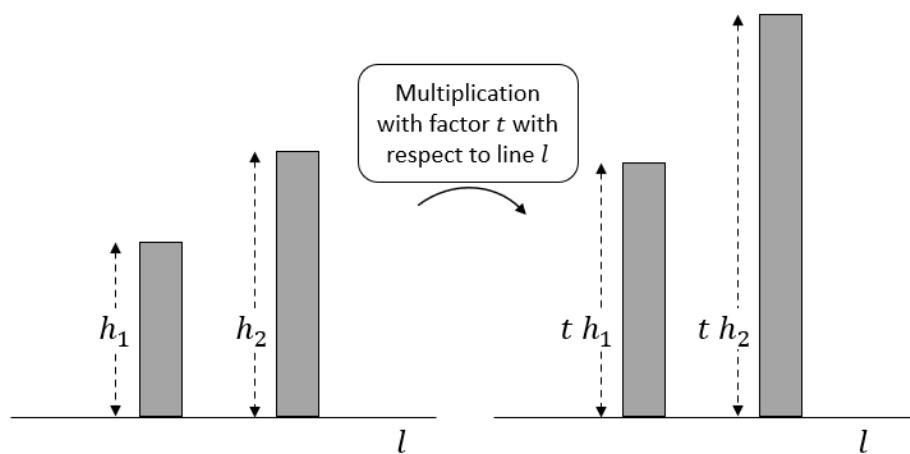 Multiplication
with factor t with
respect to line l
h₁
h₂
l
t h₁
t h₂
l